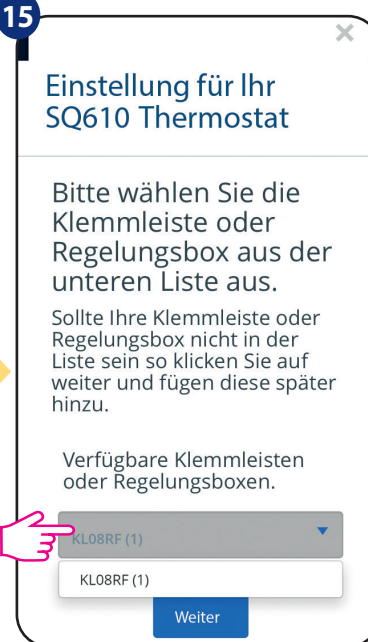 15
×
Einstellung für Ihr
SQ610 Thermostat
Bitte wählen Sie die
Klemmleiste oder
Regelungsbox aus der
unteren Liste aus.
Sollte Ihre Klemmleiste oder
Regelungsbox nicht in der
Liste sein so klicken Sie auf
weiter und fügen diese später
hinzu.
Verfügbare Klemmleisten
oder Regelungsboxen.
KL08RF (1)
KL08RF (1)
Weiter